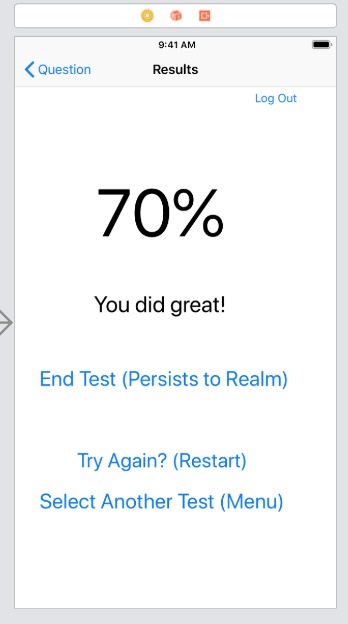 9:41 AM
Question
Results
Log Out
70%
You did great!
End Test (Persists to Realm)
Try Again? (Restart)
Select Another Test (Menu)